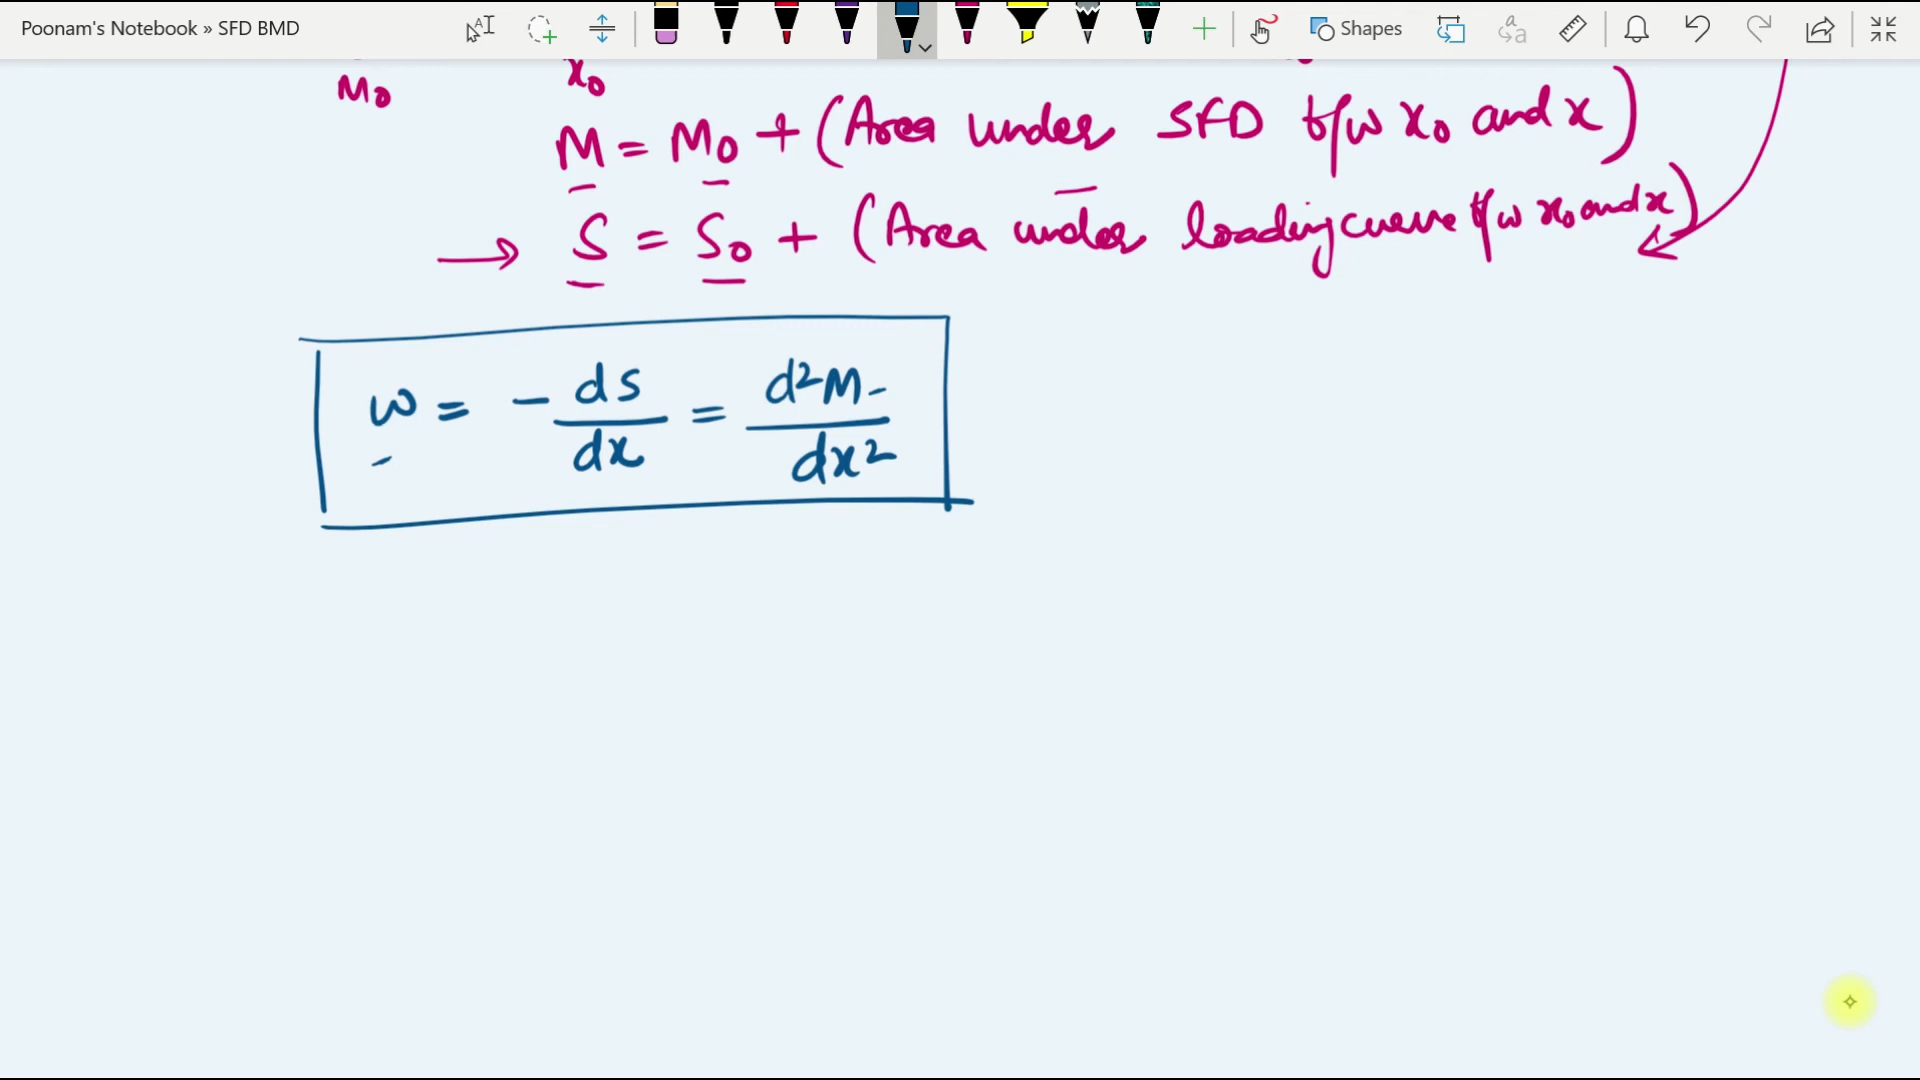 Poonam's Notebook » SFD BMD
Shapes
M0
x0
M = M0 + (Area under SFD b/w x0 and x)
→ S = S0 + (Area under loading curve b/w x0 and x)
w = - dS/dx = d²M/dx²